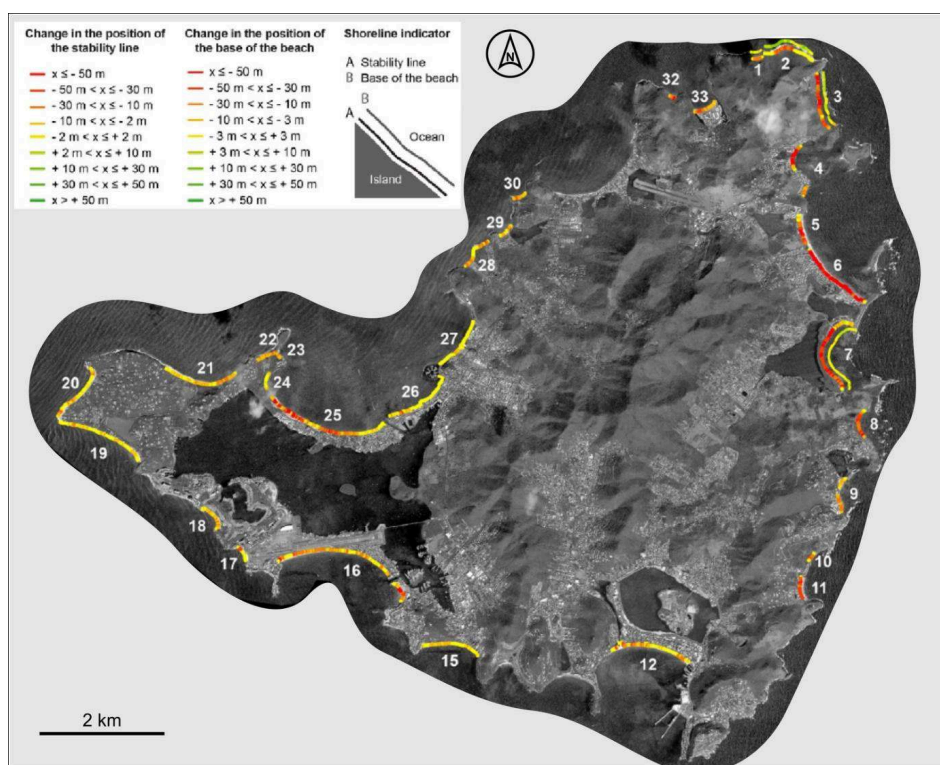 Change in the position of
the stability line
x ≤ - 50 m
- 50 m < x ≤ - 30 m
- 30 m < x ≤ - 10 m
- 10 m < x ≤ - 2 m
- 2 m < x ≤ + 2 m
+ 2 m < x ≤ + 10 m
+ 10 m < x ≤ + 30 m
+ 30 m < x ≤ + 50 m
x > + 50 m
Change in the position of
the base of the beach
x ≤ - 50 m
- 50 m < x ≤ - 30 m
- 30 m < x ≤ - 10 m
- 10 m < x ≤ - 3 m
- 3 m < x ≤ + 3 m
+ 3 m < x ≤ + 10 m
+ 10 m < x ≤ + 30 m
+ 30 m < x ≤ + 50 m
x > + 50 m
Shoreline indicator
A Stability line
B Base of the beach
B
A
Ocean
Island
N
1
2
32
33
3
4
30
5
29
28
6
27
22
23
7
21
20
24
26
25
8
19
9
18
17
16
10
11
15
12
2 km